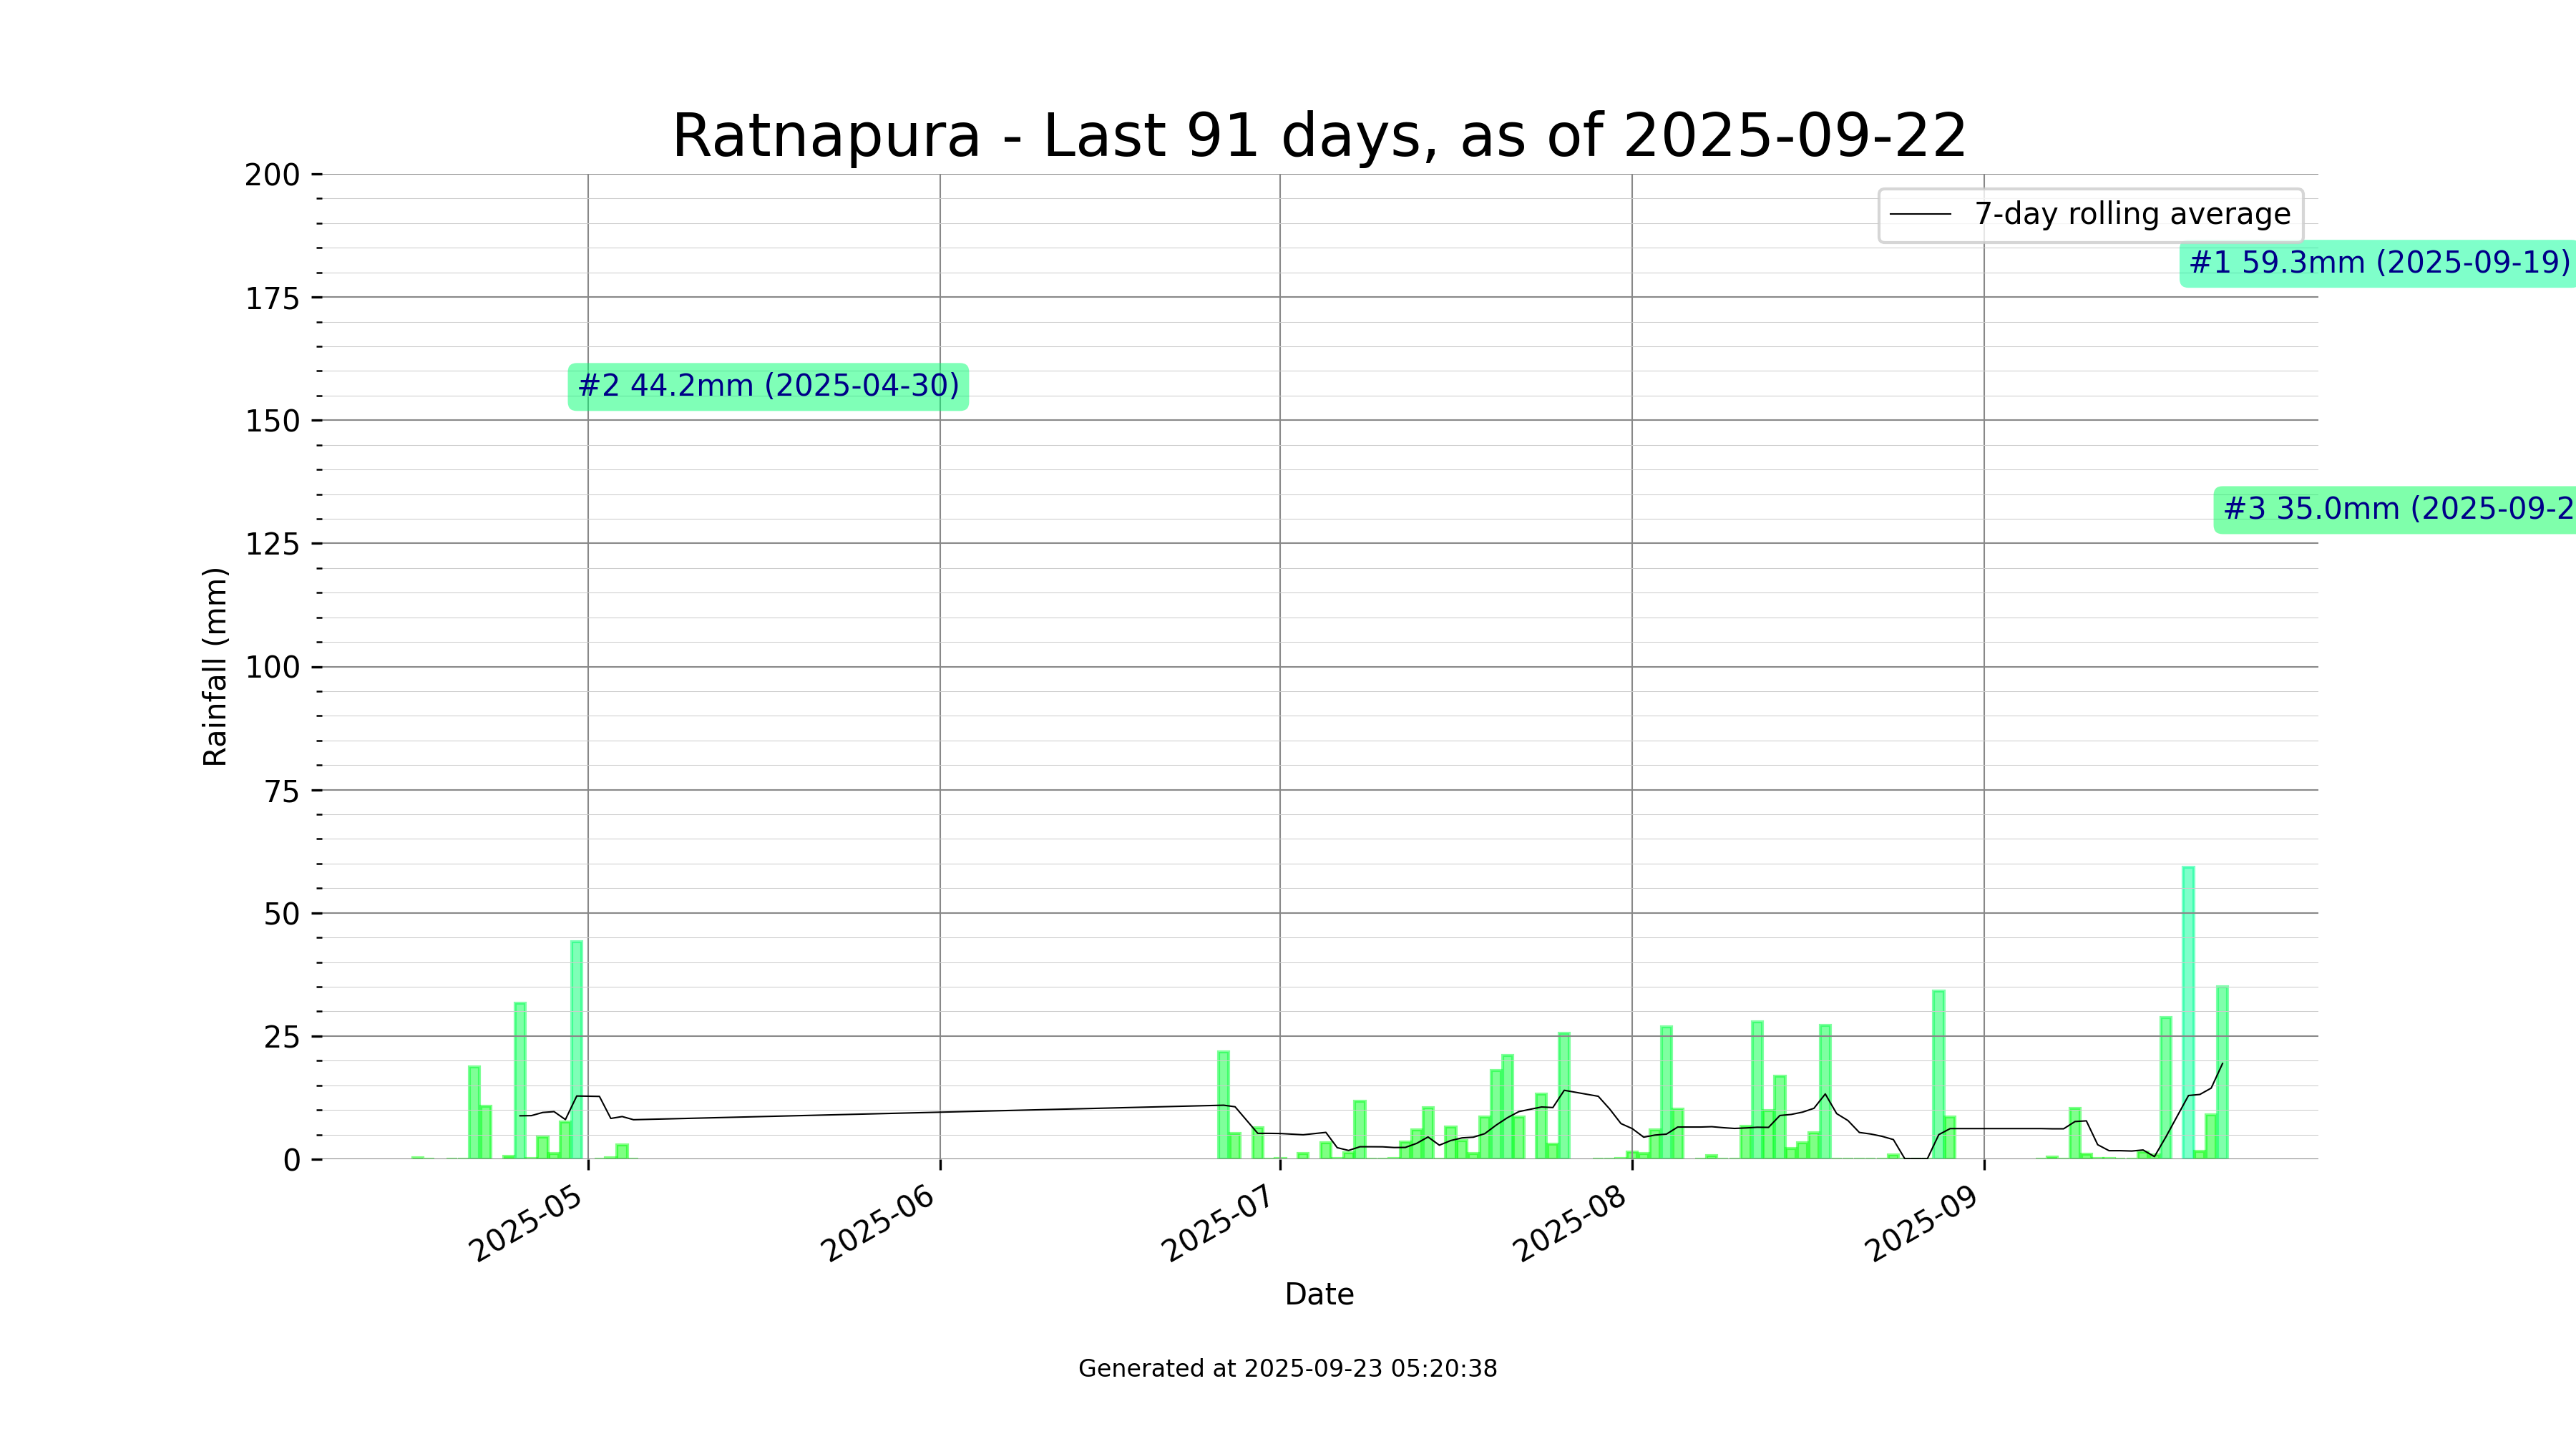 Ratnapura - Last 91 days, as of 2025-09-22
200
175
150
125
100
75
50
25
0
Rainfall (mm)
7-day rolling average
#1 59.3mm (2025-09-19)
#2 44.2mm (2025-04-30)
#3 35.0mm (2025-09-2
2025-05
2025-06
2025-07
2025-08
2025-09
Date
Generated at 2025-09-23 05:20:38